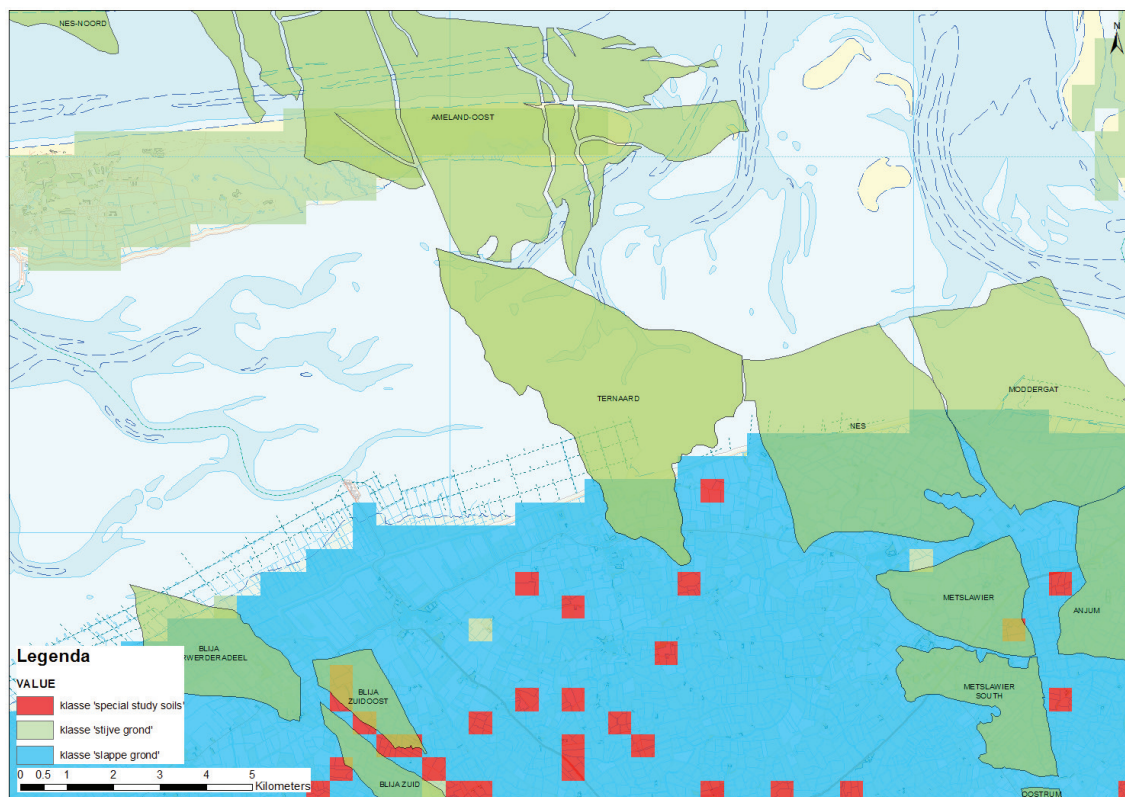 NES-NOORD
N
AMELAND-OOST
TERNAARD
NES
MODDERGAT
METSLAWIER
ANJUM
BLIJA
RWERDERADEEL
BLIJA
ZUIDOOST
METSLAWIER
SOUTH
BLIJA ZUID
OOSTRUM
Legenda
VALUE
klasse 'special study soils'
klasse 'stijve grond'
klasse 'slappe grond'
0 0.5 1 2 3 4 5
Kilometers